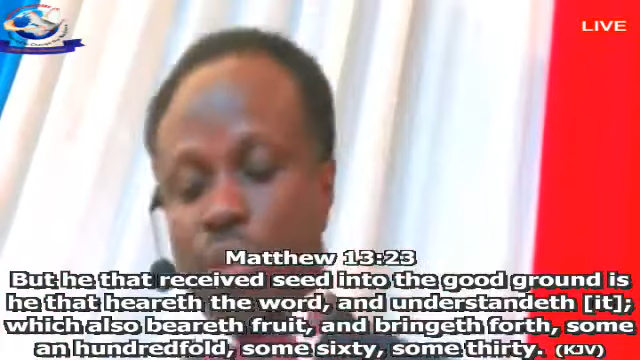 LIVE
Matthew 13:23
But he that received seed into the good ground is
he that heareth the word, and understandeth [it];
which also beareth fruit, and bringeth forth, some
an hundredfold, some sixty, some thirty. (KJV)